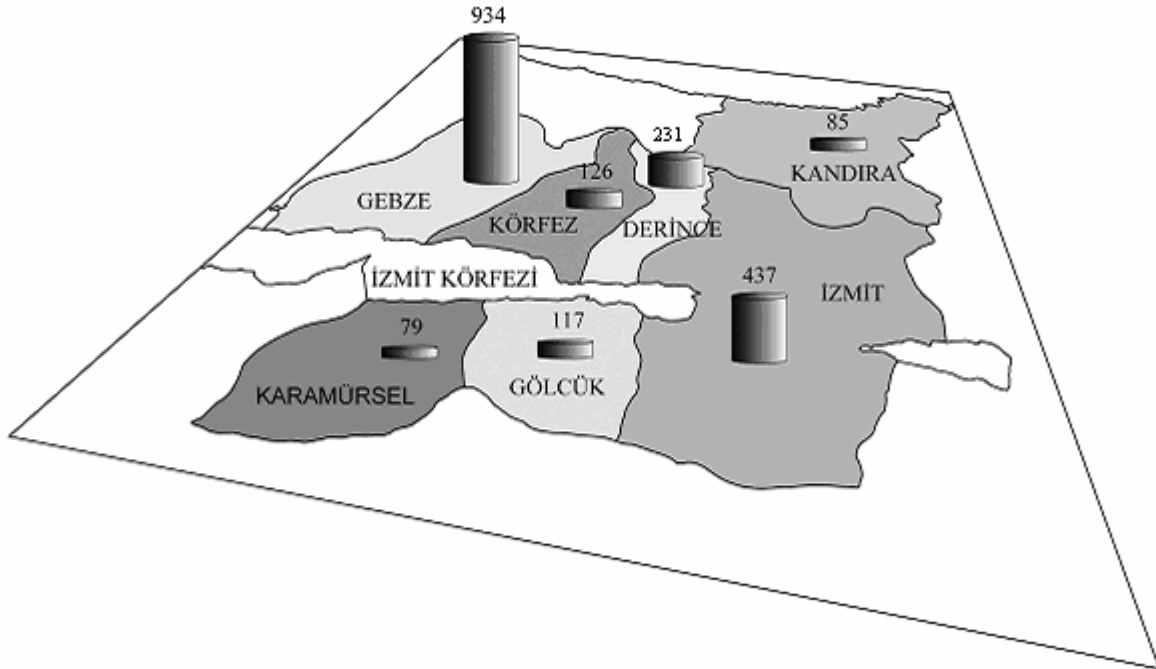 934
85
231
KANDIRA
126
GEBZE
KÖRFEZ
DERİNCE
İZMİT KÖRFEZİ
437
İZMİT
79
117
KARAMÜRSEL
GÖLCÜK